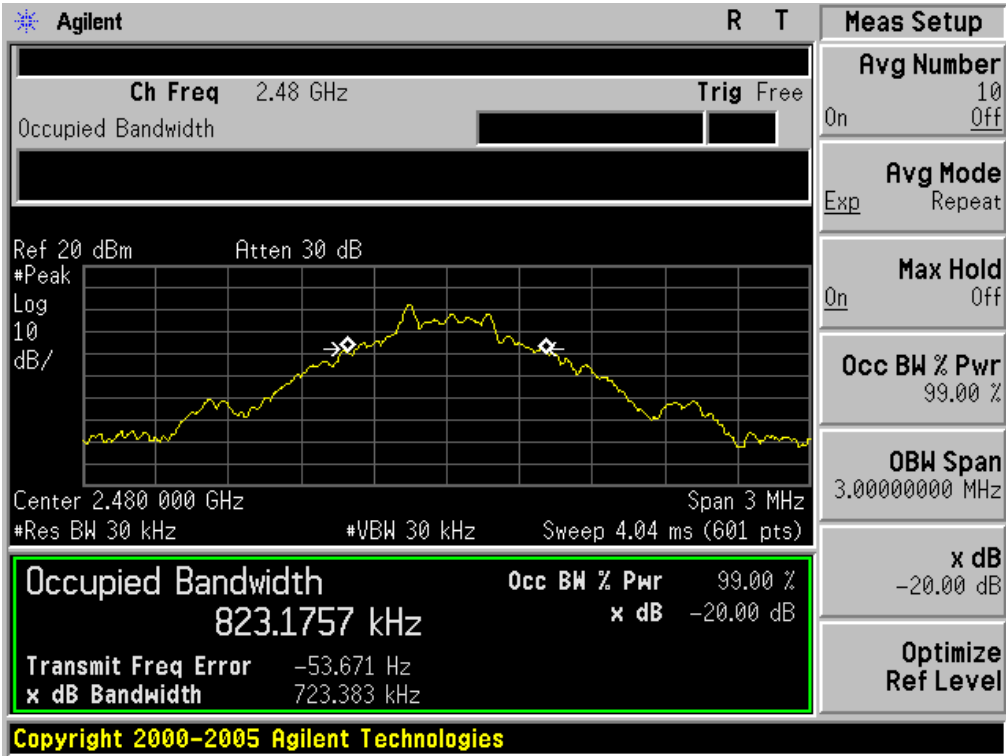 Agilent R T
Ch Freq 2.48 GHz Trig Free
Occupied Bandwidth
Ref 20 dBm Atten 30 dB
#Peak
Log
10
dB/
Center 2.480 000 GHz Span 3 MHz
#Res BW 30 kHz #VBW 30 kHz Sweep 4.04 ms (601 pts)
Occupied Bandwidth Occ BW % Pwr 99.00 %
823.1757 kHz x dB -20.00 dB
Transmit Freq Error -53.671 Hz
x dB Bandwidth 723.383 kHz
Copyright 2000-2005 Agilent Technologies
Meas Setup
Avg Number
10
On Off
Avg Mode
Exp Repeat
Max Hold
On Off
Occ BW % Pwr
99.00 %
OBW Span
3.00000000 MHz
x dB
-20.00 dB
Optimize
Ref Level